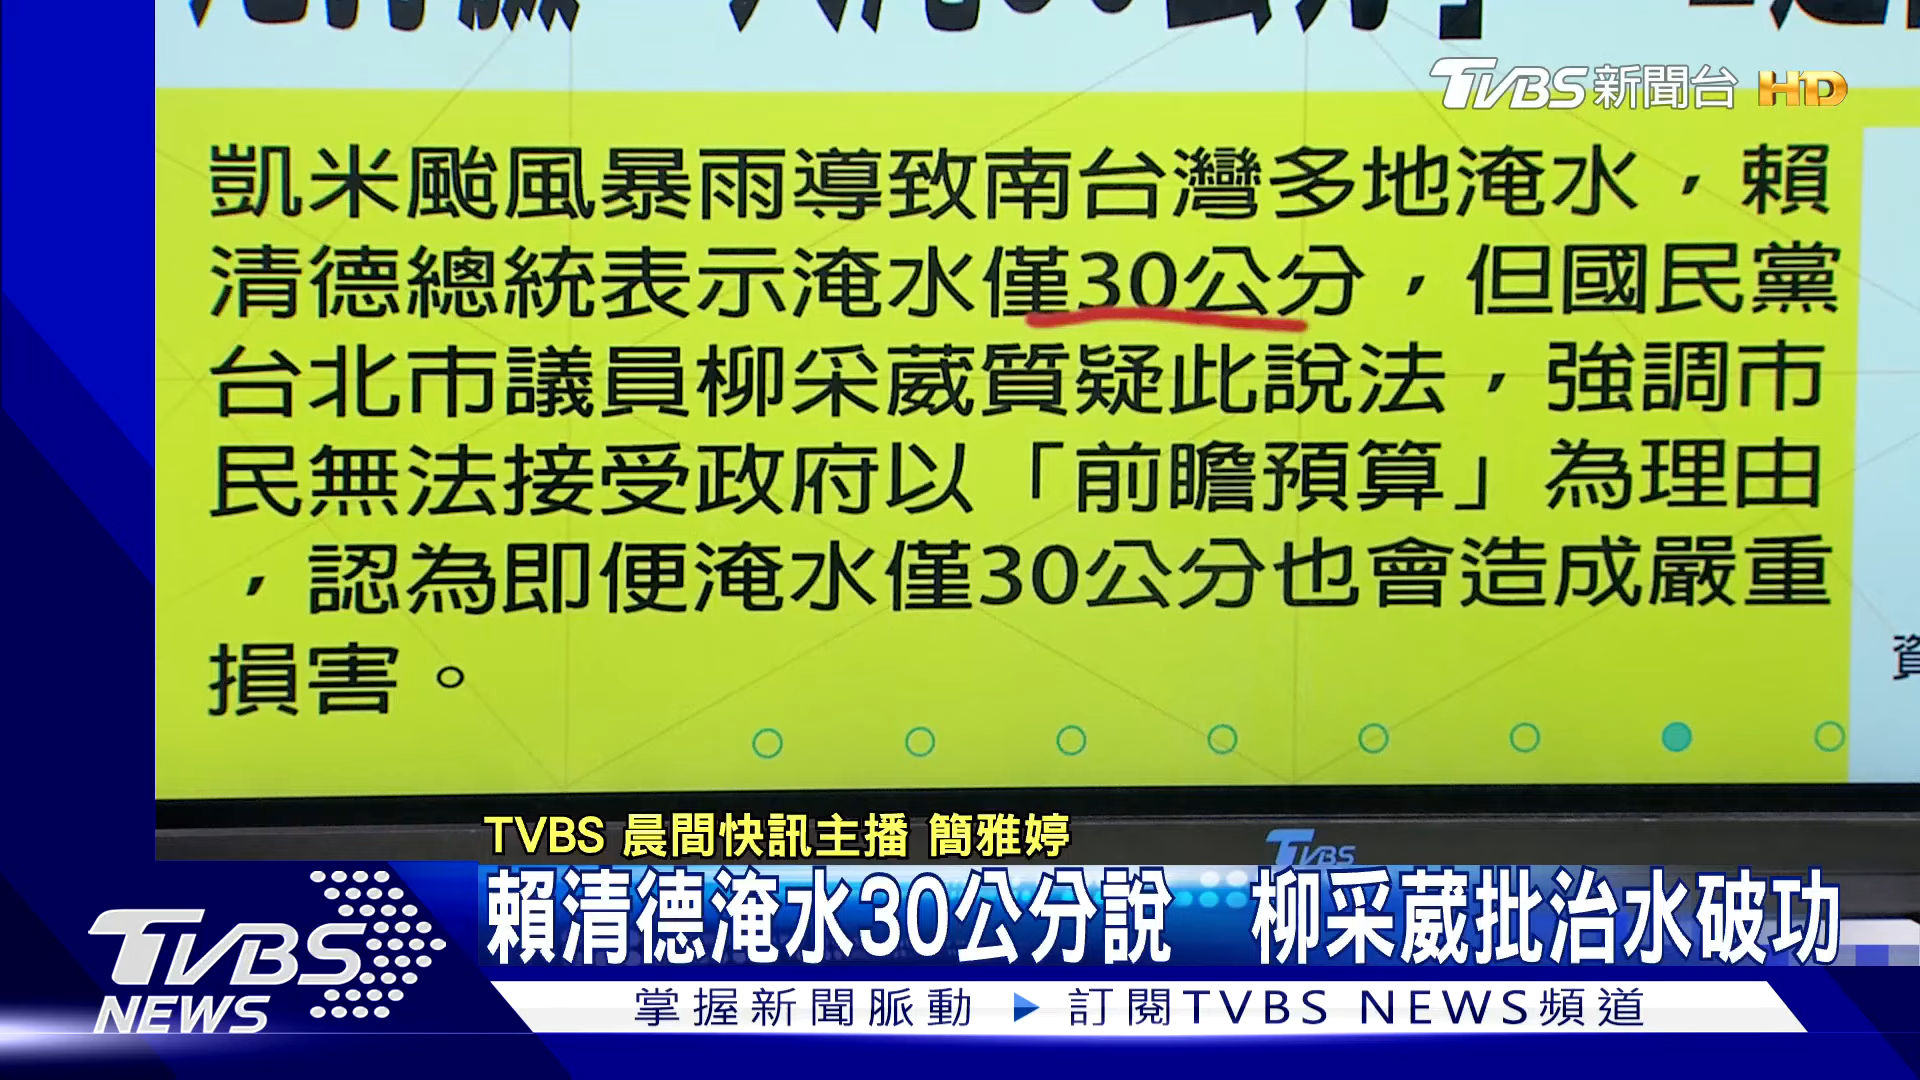 TVBS新聞台 HD
凱米颱風暴雨導致南台灣多地淹水，賴
清德總統表示淹水僅30公分，但國民黨
台北市議員柳采葳質疑此說法，強調市
民無法接受政府以「前瞻預算」為理由
，認為即便淹水僅30公分也會造成嚴重
損害。
資
TVBS
TVBS 晨間快訊主播 簡雅婷
賴清德淹水30公分說 柳采葳批治水破功
TVBS NEWS
掌握新聞脈動 ▶ 訂閱TVBS NEWS頻道